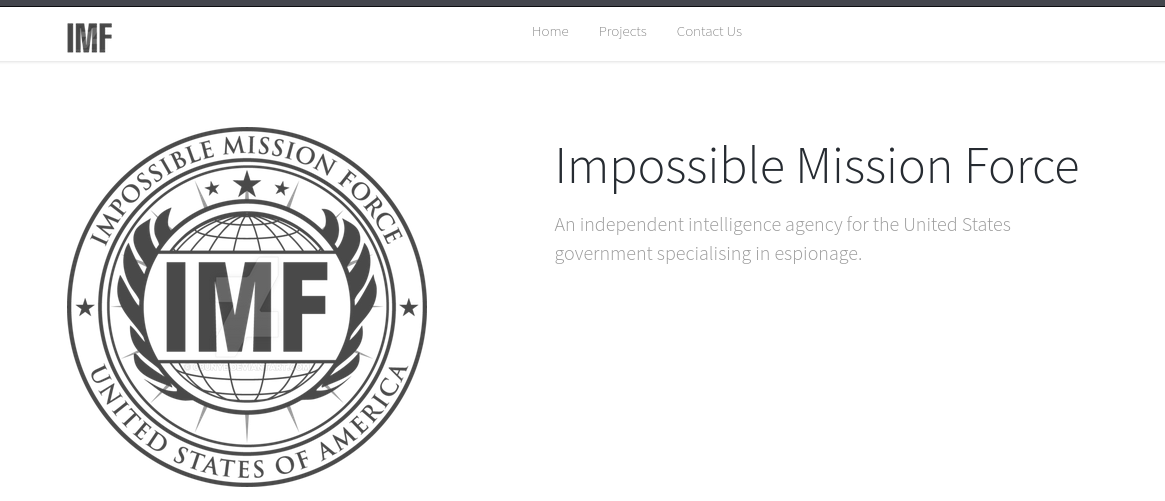 IMF
Home Projects Contact Us
IMPOSSIBLE MISSION FORCE
IMF
UNITED STATES OF AMERICA
Impossible Mission Force
An independent intelligence agency for the United States
government specialising in espionage.